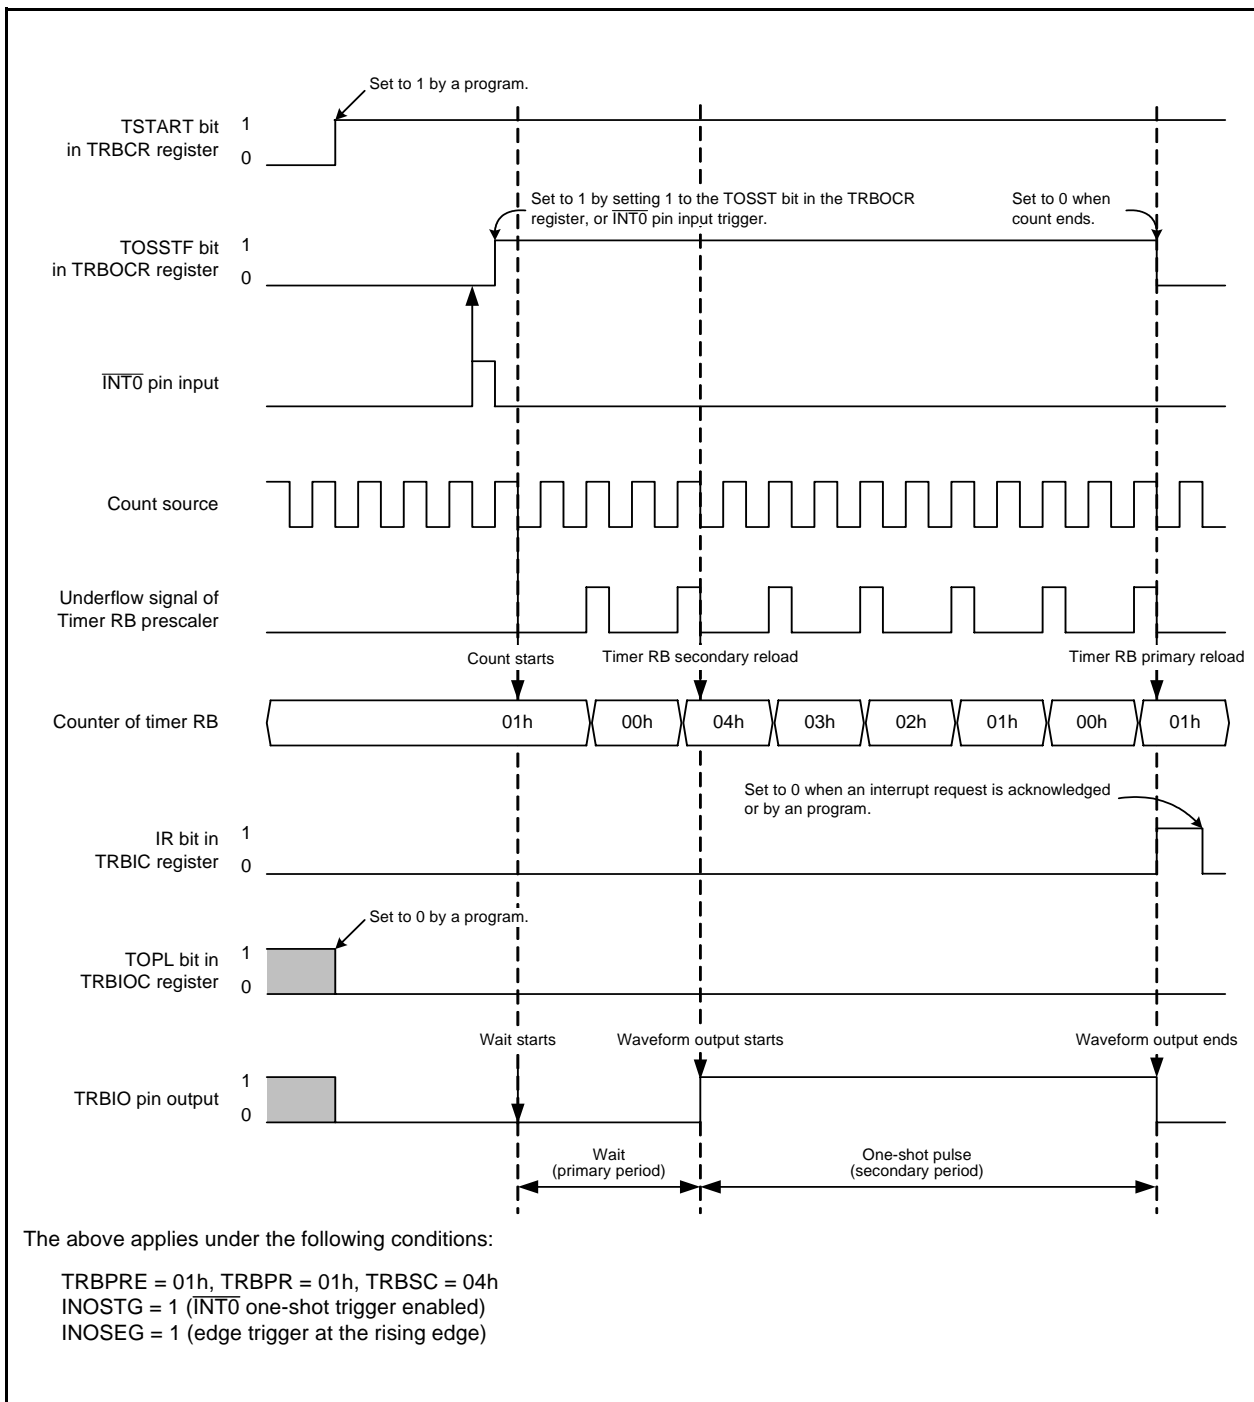 Set to 1 by a program.
TSTART bit
in TRBCR register
1
0
Set to 1 by setting 1 to the TOSST bit in the TRBOCR
register, or INT0 pin input trigger.
Set to 0 when
count ends.
TOSSTF bit
in TRBOCR register
1
0
INT0 pin input
Count source
Underflow signal of
Timer RB prescaler
Count starts
Timer RB secondary reload
Timer RB primary reload
Counter of timer RB
01h
00h
04h
03h
02h
01h
00h
01h
Set to 0 when an interrupt request is acknowledged
or by an program.
IR bit in
TRBIC register
1
0
Set to 0 by a program.
TOPL bit in
TRBIOC register
1
0
Wait starts
Waveform output starts
Waveform output ends
TRBIO pin output
1
0
Wait
(primary period)
One-shot pulse
(secondary period)
The above applies under the following conditions:
TRBPRE = 01h, TRBPR = 01h, TRBSC = 04h
INOSTG = 1 (INT0 one-shot trigger enabled)
INOSEG = 1 (edge trigger at the rising edge)